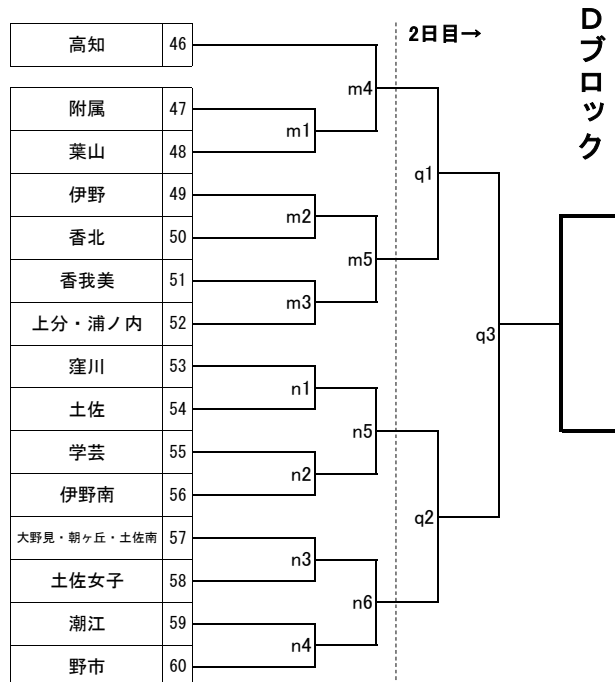 Dブロック
2日目→
高知 46
m4
附属 47
m1
葉山 48
q1
伊野 49
m2
香北 50
m5
香我美 51
m3
上分・浦ノ内 52
q3
窪川 53
n1
土佐 54
n5
学芸 55
n2
伊野南 56
q2
大野見・朝ヶ丘・土佐南 57
n3
土佐女子 58
n6
潮江 59
n4
野市 60